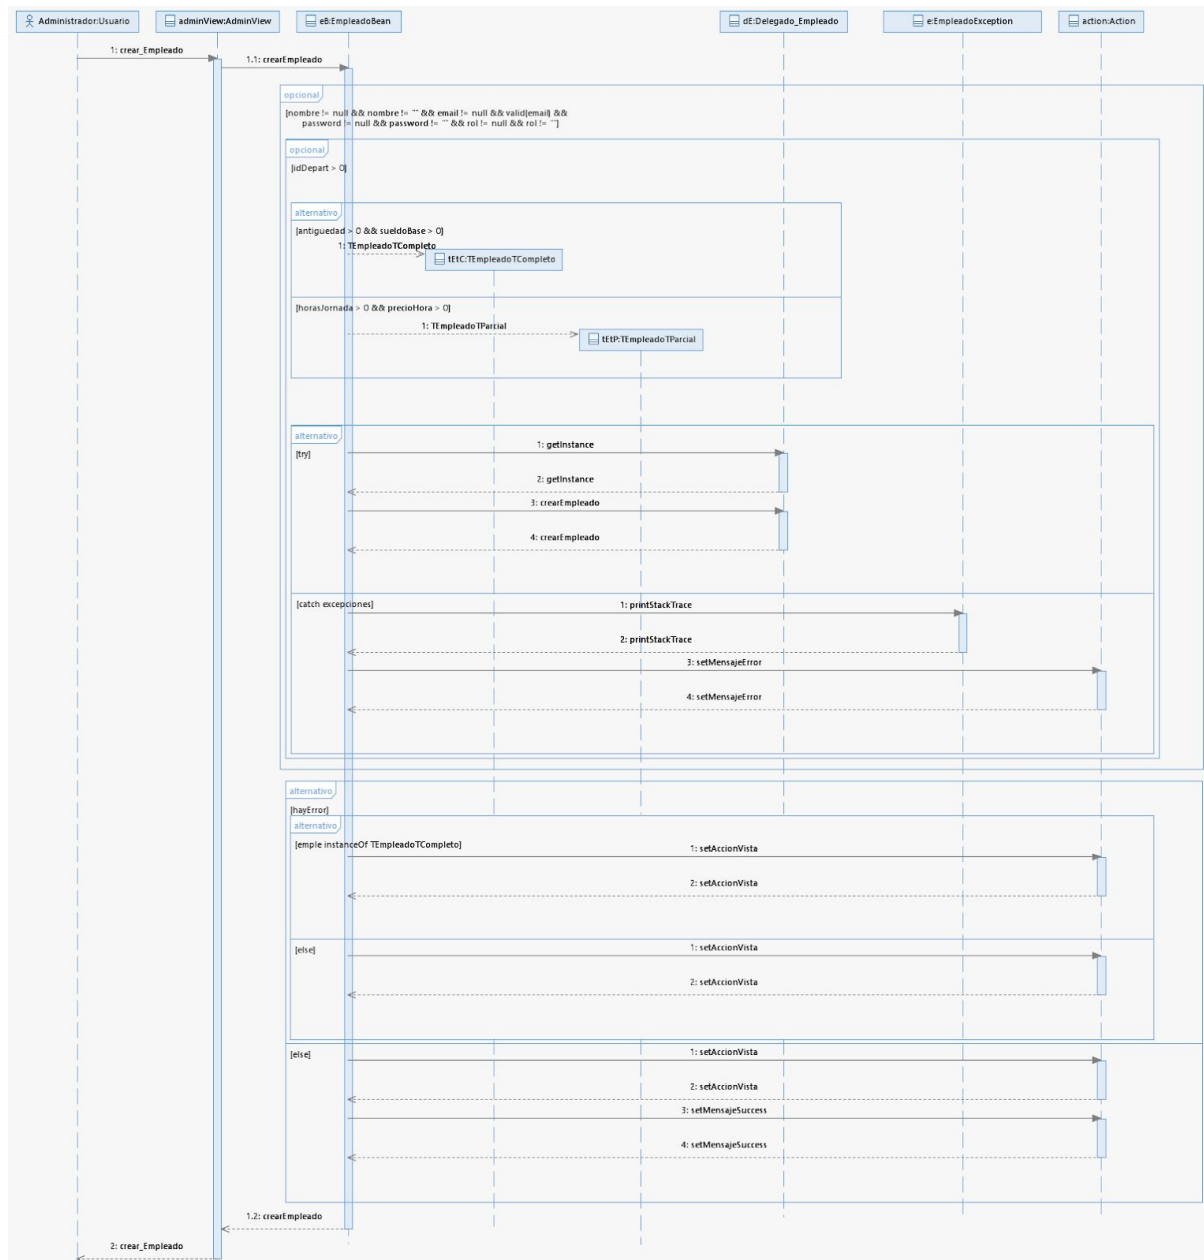 Administrador:Usuario
adminView:AdminView
eB:EmpleadoBean
dE:Delegado_Empleado
e:EmpleadoException
action:Action
1: crear_Empleado
1.1: crearEmpleado
opcional
[nombre != null && nombre != "" && email != null && valid(email) &&
password != null && password != "" && rol != null && rol != ""]
opcional
[idDepart > 0]
alternativo
[antiguedad > 0 && sueldoBase > 0]
1: TEmpleadoTCompleto
tEtC:TEmpleadoTCompleto
[horasJornada > 0 && precioHora > 0]
1: TEmpleadoTParcial
tEtP:TEmpleadoTParcial
alternativo
[try]
1: getInstance
2: getInstance
3: crearEmpleado
4: crearEmpleado
[catch excepciones]
1: printStackTrace
2: printStackTrace
3: setMensajeError
4: setMensajeError
alternativo
[hayError]
alternativo
[emple instanceOf TEmpleadoTCompleto]
1: setAccionVista
2: setAccionVista
[else]
1: setAccionVista
2: setAccionVista
[else]
1: setAccionVista
2: setAccionVista
3: setMensajeSuccess
4: setMensajeSuccess
1.2: crearEmpleado
2: crear_Empleado